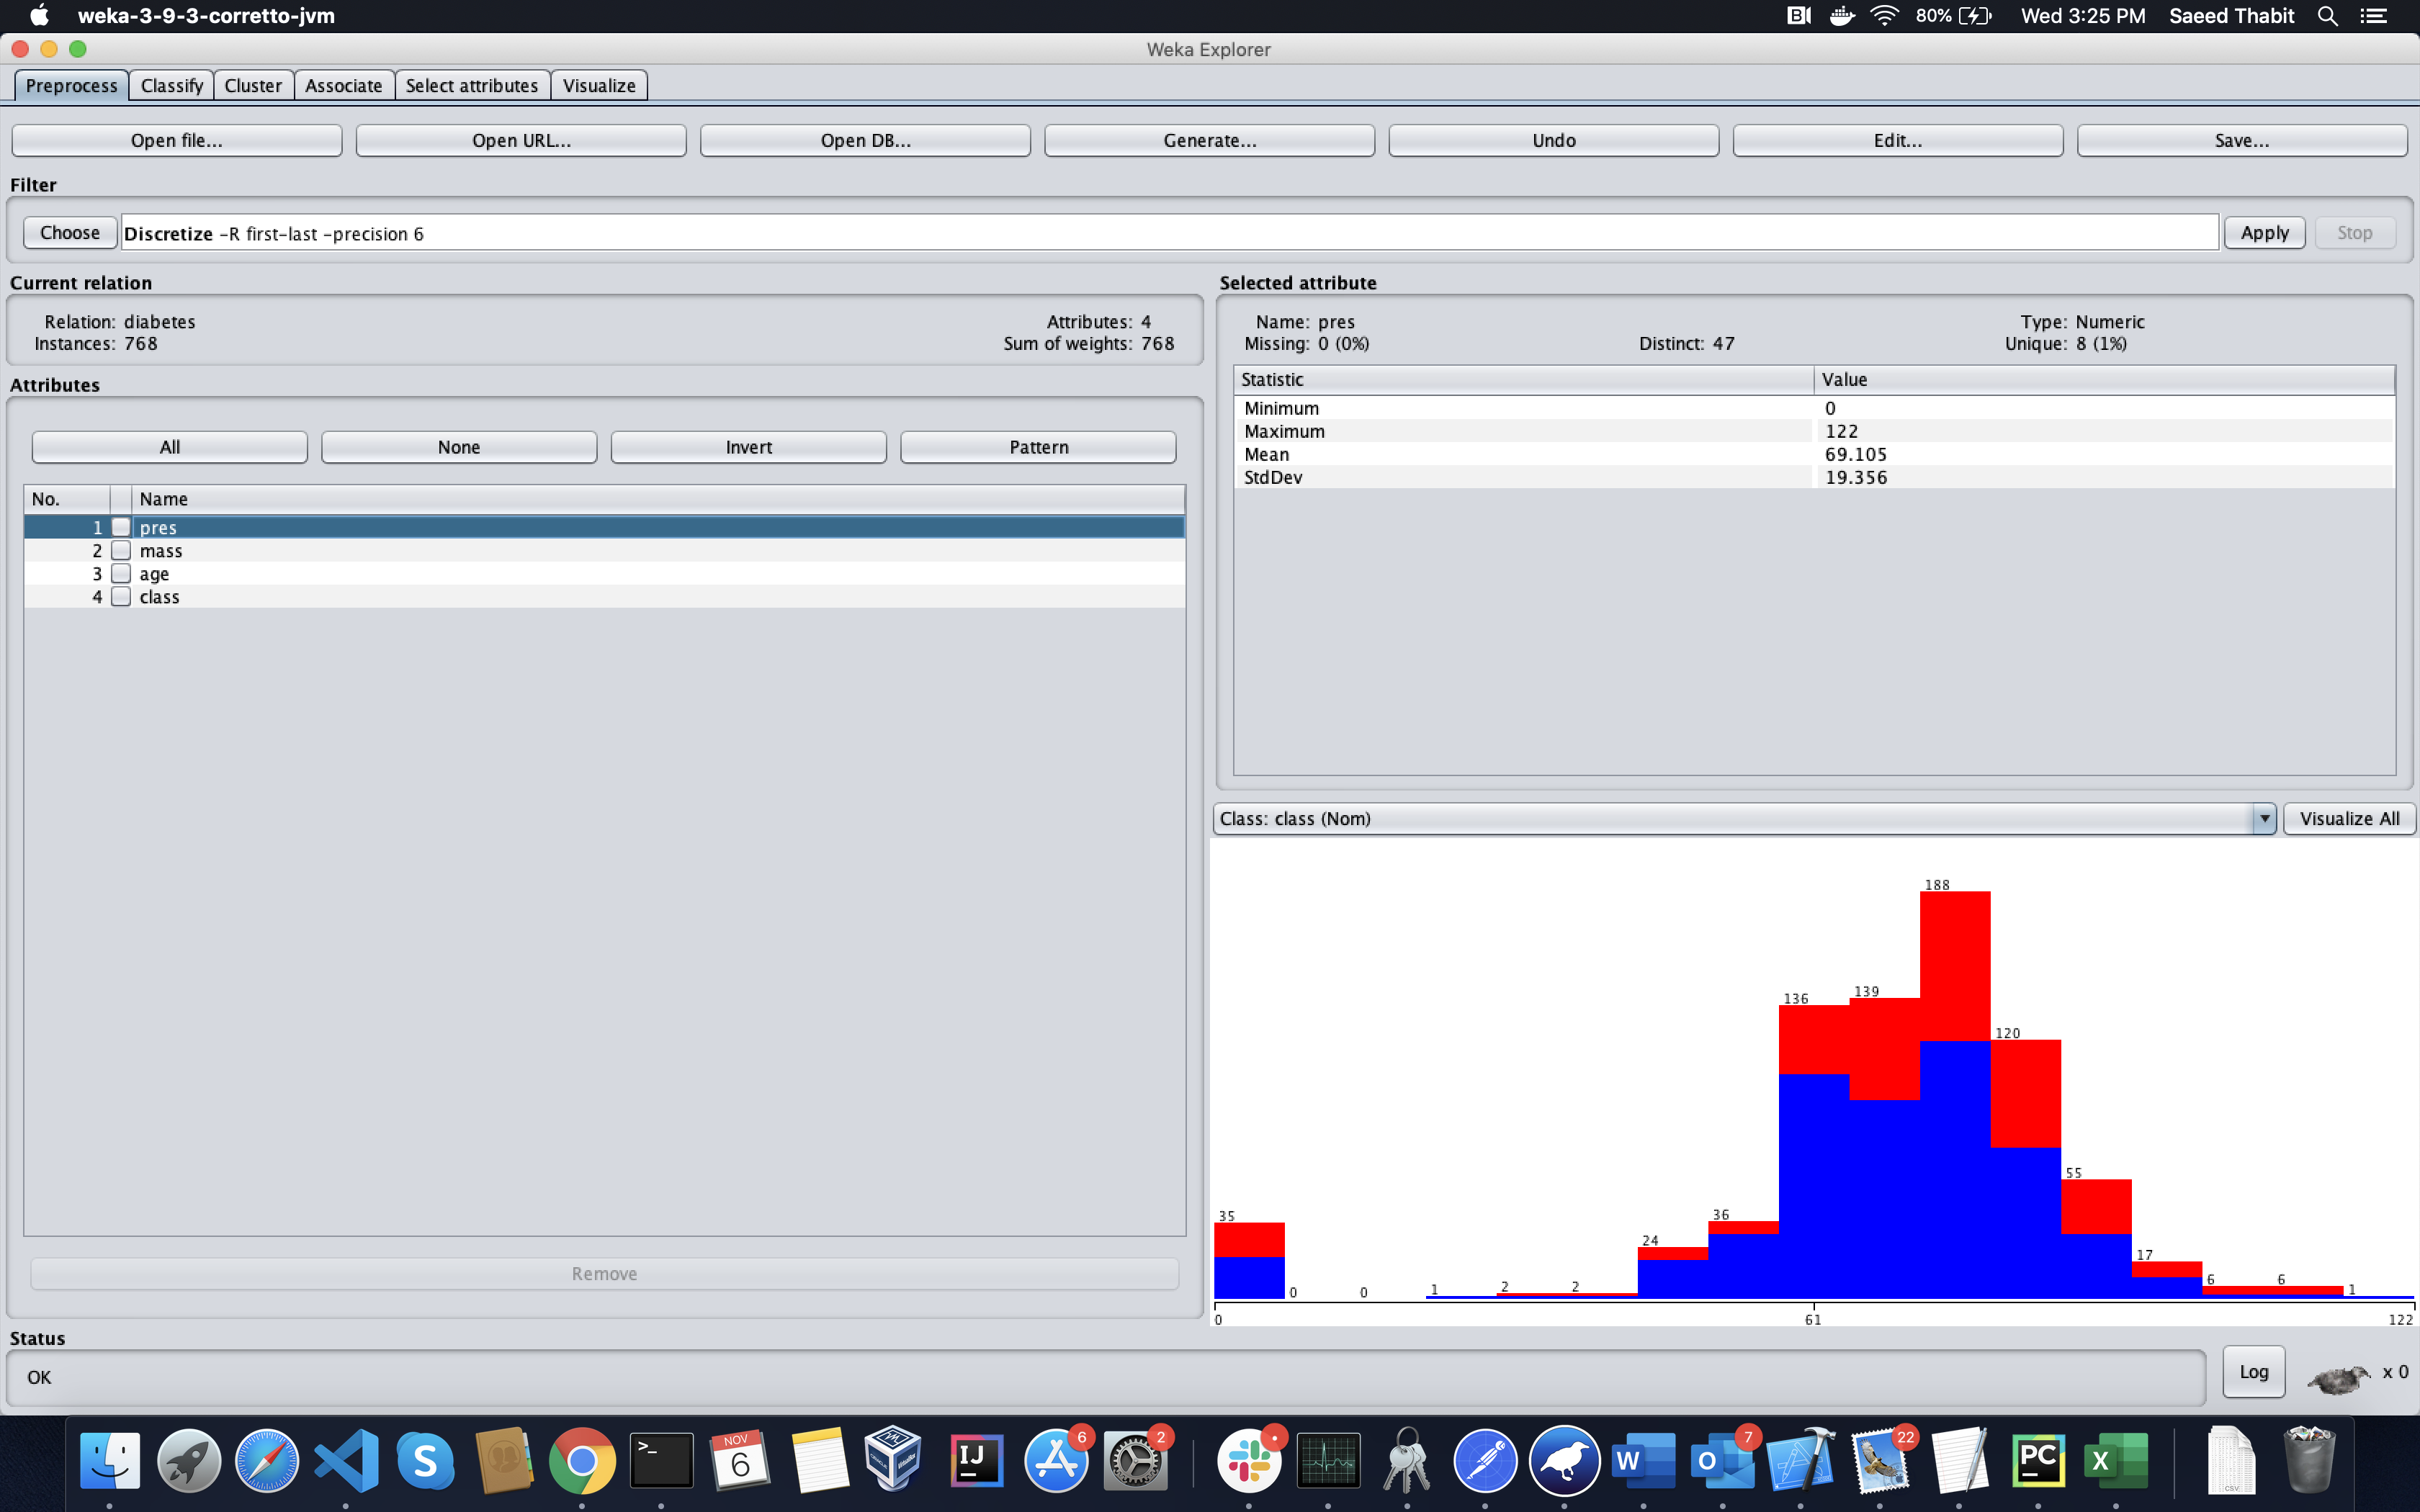 weka-3-9-3-corretto-jvm 80% Wed 3:25 PM Saeed Thabit
Weka Explorer
Preprocess Classify Cluster Associate Select attributes Visualize
Open file... Open URL... Open DB... Generate... Undo Edit... Save...
Filter
Choose Discretize -R first-last -precision 6 Apply Stop
Current relation
Relation: diabetes Attributes: 4
Instances: 768 Sum of weights: 768
Attributes
All None Invert Pattern
No. Name
1 pres
2 mass
3 age
4 class
Remove
Selected attribute
Name: pres Type: Numeric
Missing: 0 (0%) Distinct: 47 Unique: 8 (1%)
Statistic Value
Minimum 0
Maximum 122
Mean 69.105
StdDev 19.356
Class: class (Nom) Visualize All
188
136 139
120
55
35 36
24
17
0 0 1 2 2 6 6 1
0 61 122
Status
OK Log x 0
S >_ NOV 6 IJ 6 2 W O 7 22 PC X CSV